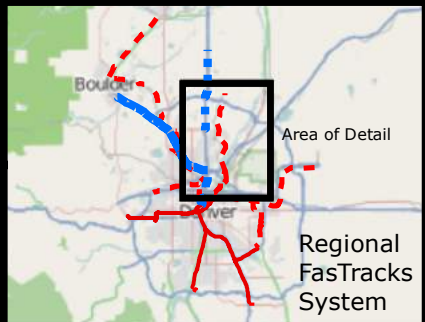 Boulder
Area of Detail
Denver
Regional
FasTracks
System